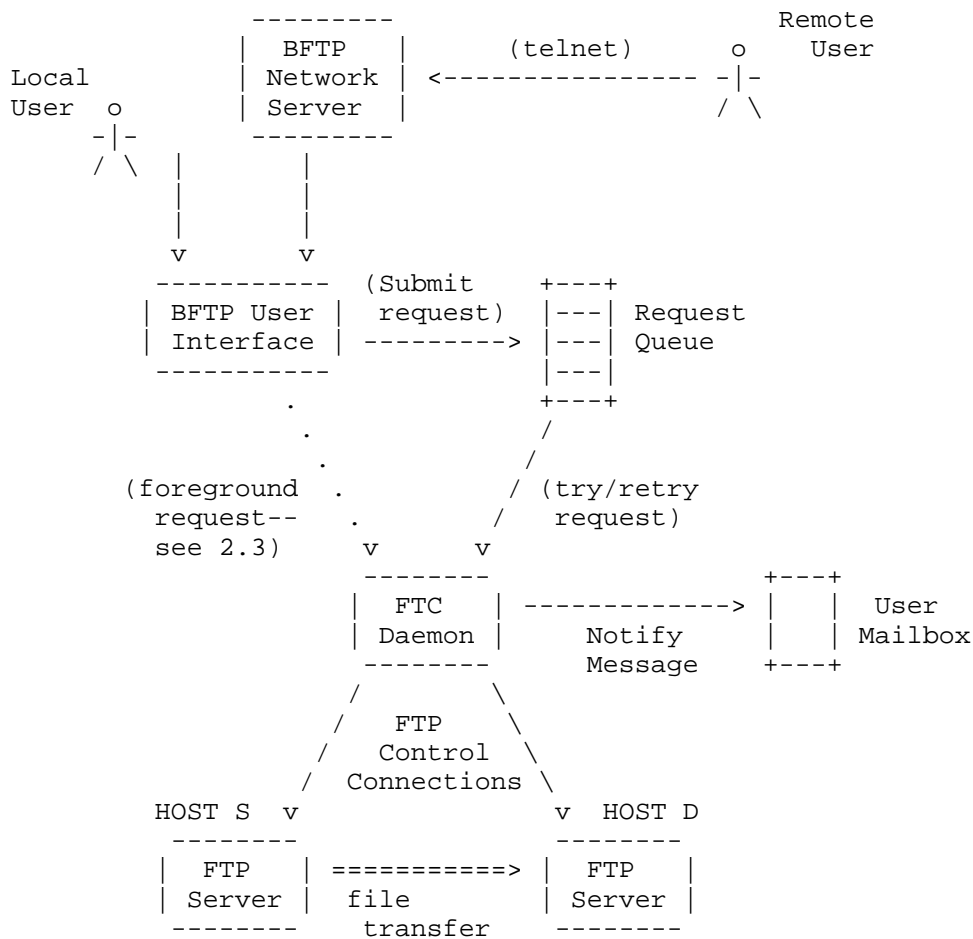 Remote
BFTP (telnet) User
Local Network
User Server
(Submit
BFTP User request) Request
Interface Queue
(foreground (try/retry
request-- request)
see 2.3)
FTC User
Daemon Notify Mailbox
Message
FTP
Control
Connections
HOST S HOST D
FTP FTP
Server file Server
transfer